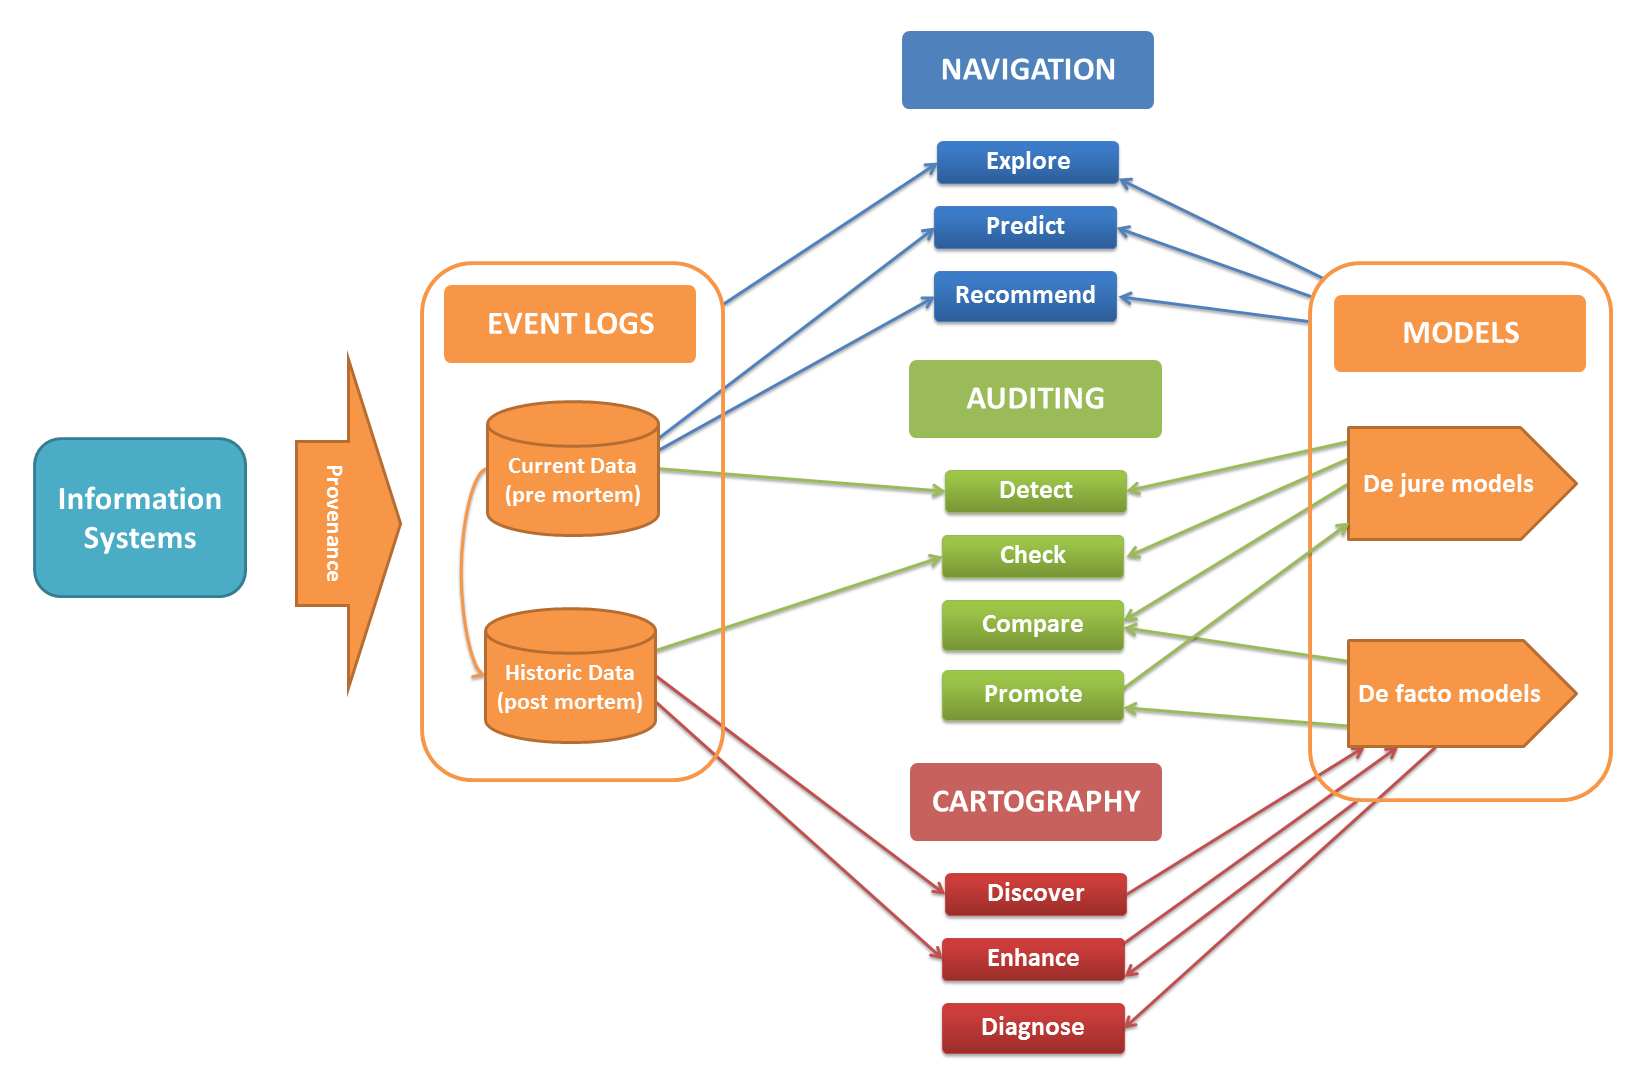 NAVIGATION
Explore
Predict
Recommend
EVENT LOGS
MODELS
AUDITING
Information
Systems
Provenance
Current Data
(pre mortem)
Historic Data
(post mortem)
Detect
Check
Compare
Promote
De jure models
De facto models
CARTOGRAPHY
Discover
Enhance
Diagnose